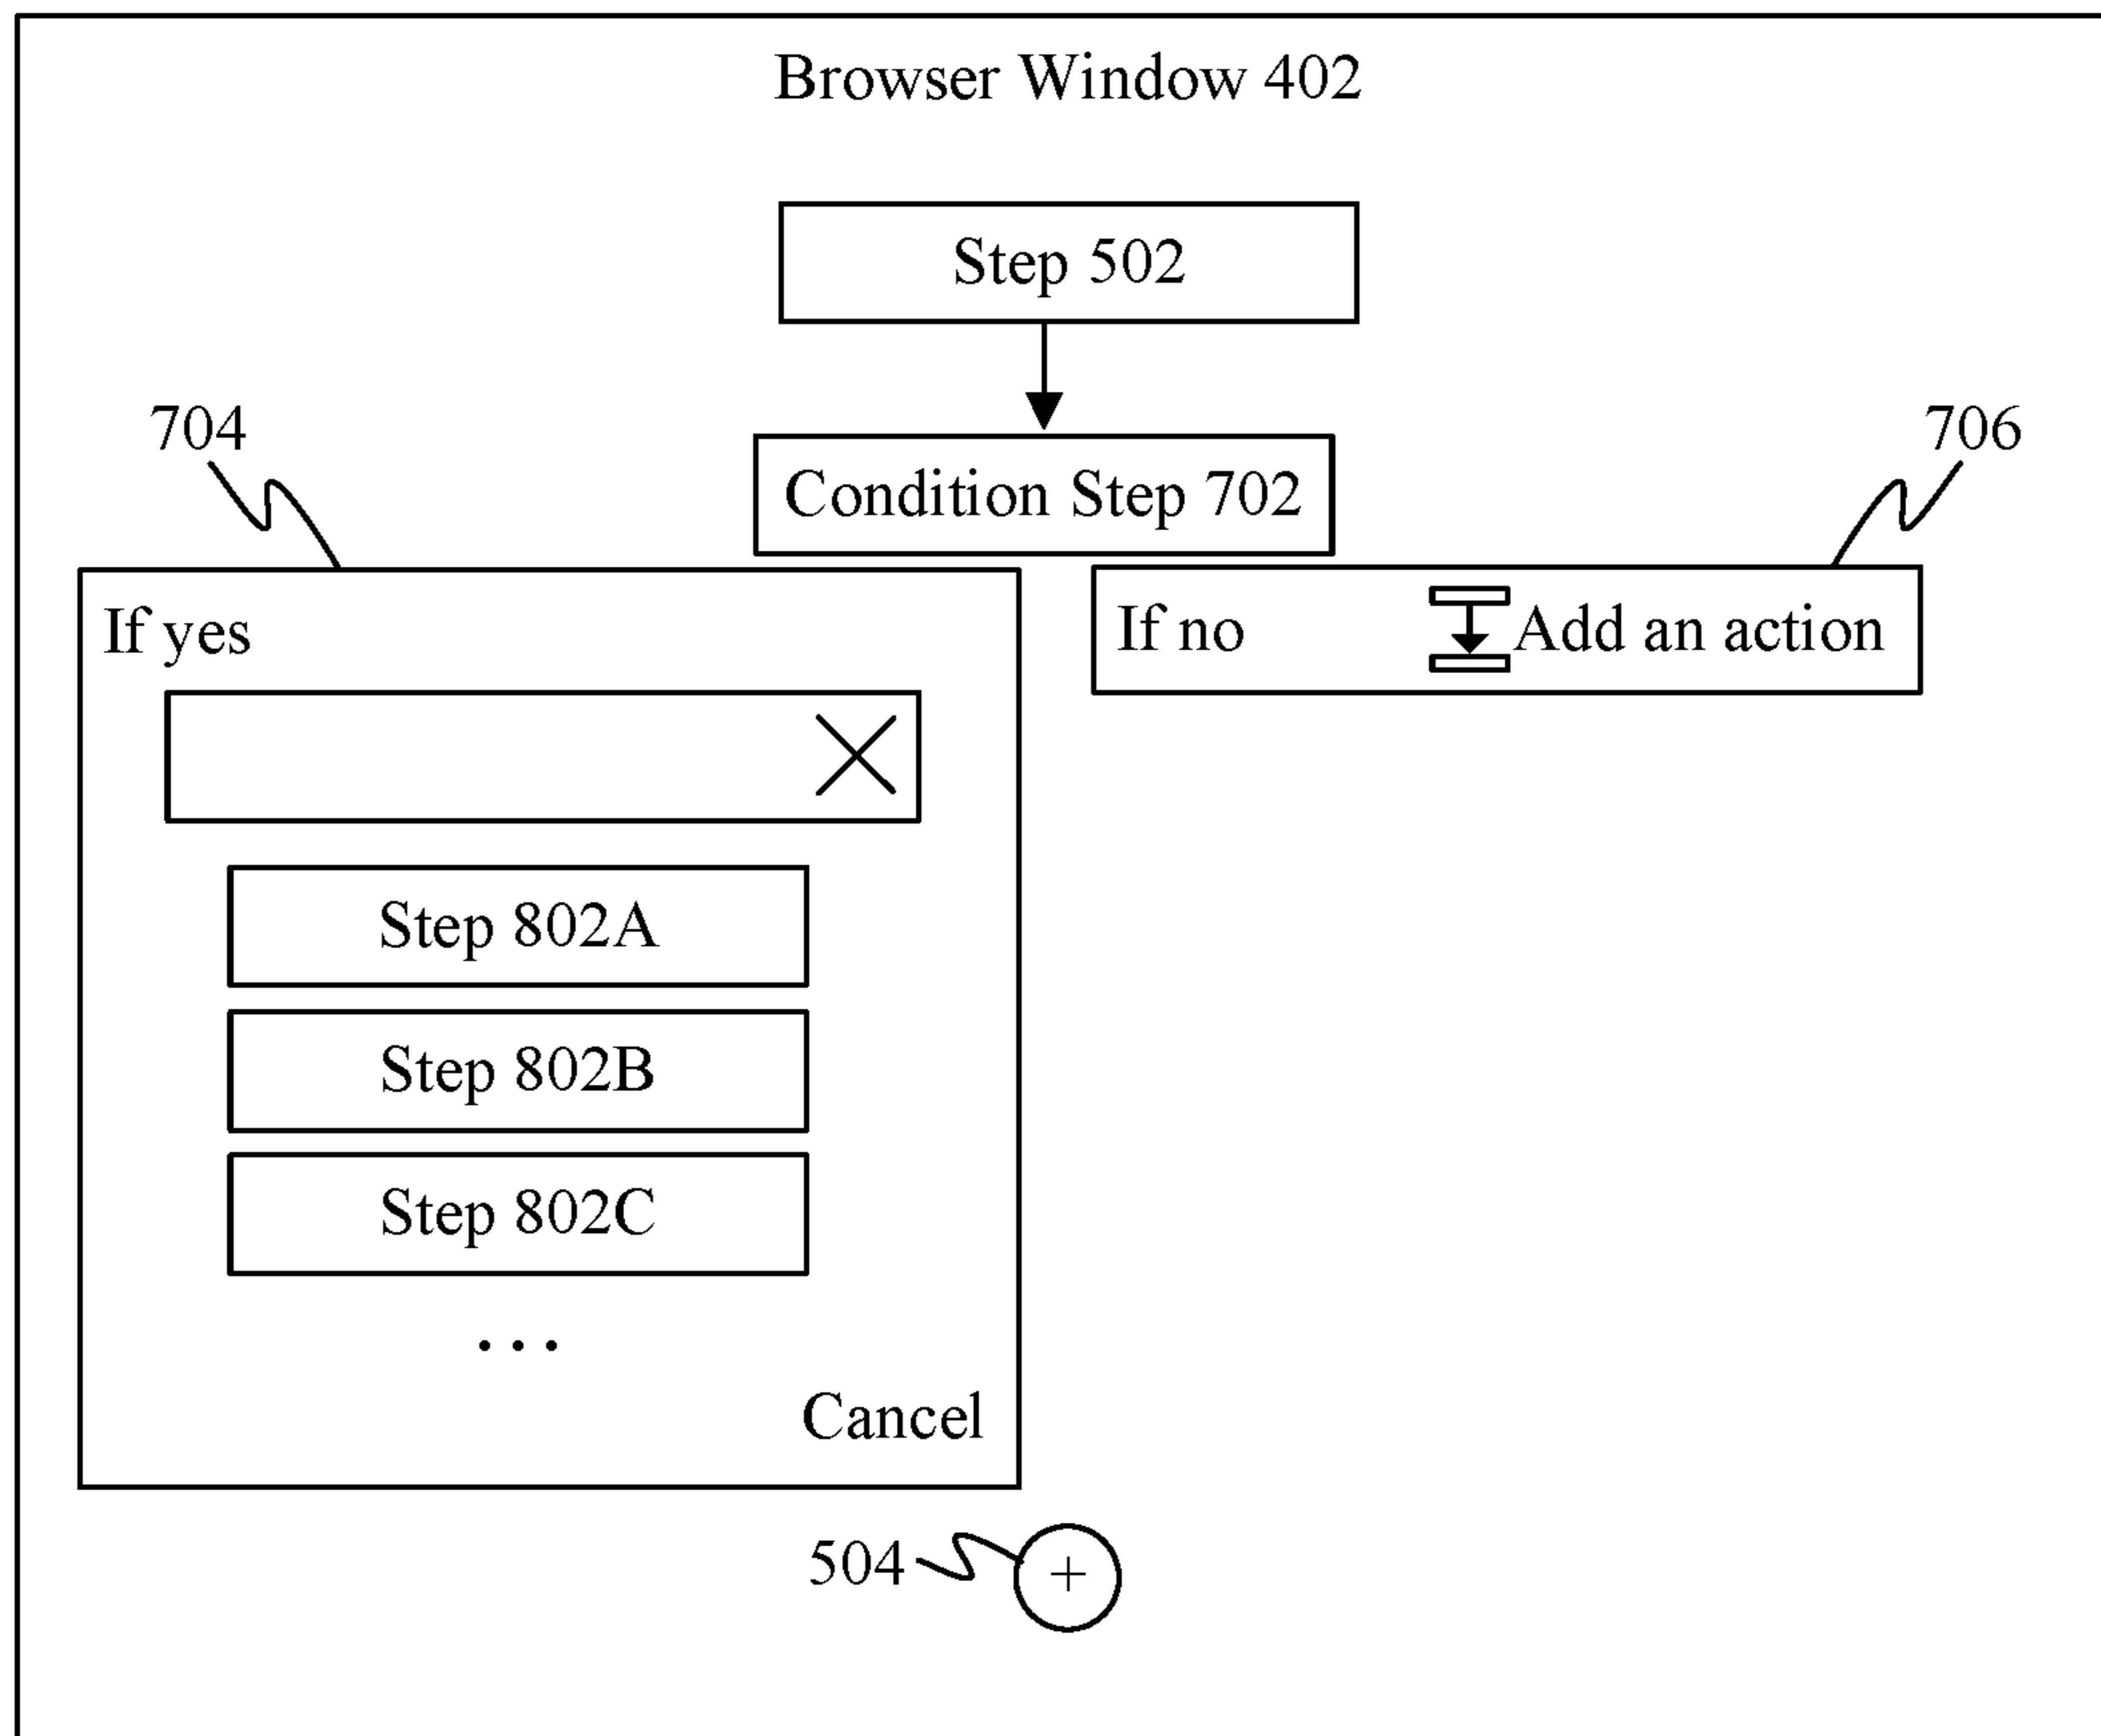 Browser Window 402
Step 502
704
706
Condition Step 702
If yes
If no
Add an action
Step 802A
Step 802B
Step 802C
...
Cancel
504
+